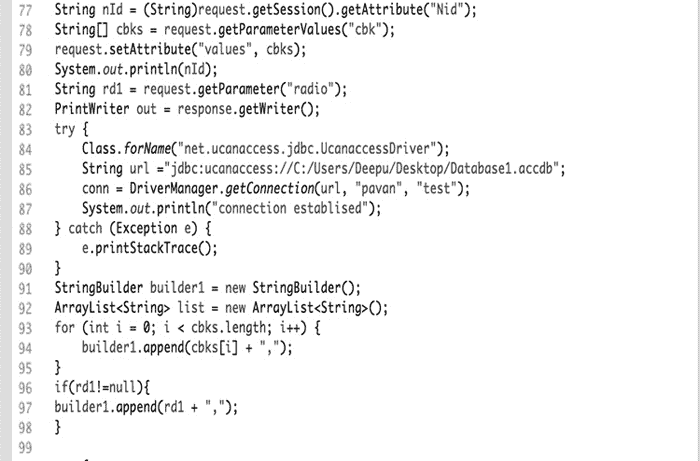 77 String nId = (String)request.getSession().getAttribute("Nid");
78 String[] cbks = request.getParameterValues("cbk");
79 request.setAttribute("values", cbks);
80 System.out.println(nId);
81 String rd1 = request.getParameter("radio");
82 PrintWriter out = response.getWriter();
83 try {
84 Class.forName("net.ucanaccess.jdbc.UcanaccessDriver");
85 String url ="jdbc:ucanaccess://C:/Users/Deepu/Desktop/Database1.accdb";
86 conn = DriverManager.getConnection(url, "pavan", "test");
87 System.out.println("connection establised");
88 } catch (Exception e) {
89 e.printStackTrace();
90 }
91 StringBuilder builder1 = new StringBuilder();
92 ArrayList<String> list = new ArrayList<String>();
93 for (int i = 0; i < cbks.length; i++) {
94 builder1.append(cbks[i] + ",");
95 }
96 if(rd1!=null){
97 builder1.append(rd1 + ",");
98 }
99